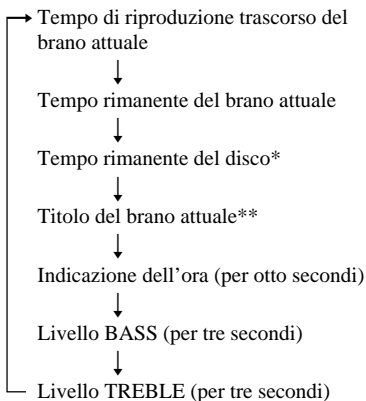 Tempo di riproduzione trascorso del
brano attuale
Tempo rimanente del brano attuale
Tempo rimanente del disco*
Titolo del brano attuale**
Indicazione dell'ora (per otto secondi)
Livello BASS (per tre secondi)
Livello TREBLE (per tre secondi)